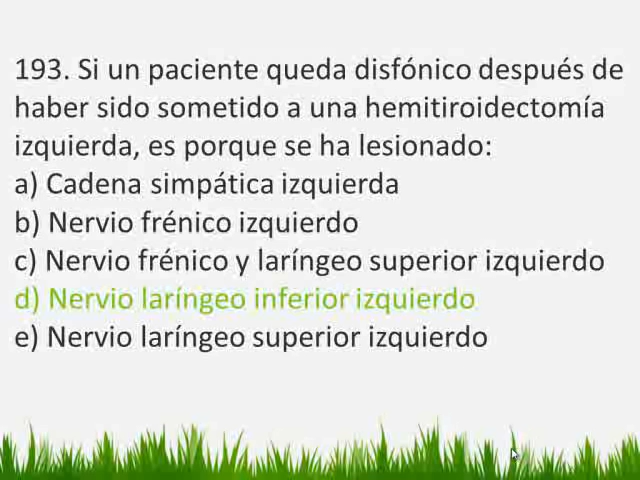 193. Si un paciente queda disfónico después de
haber sido sometido a una hemitiroidectomía
izquierda, es porque se ha lesionado:
a) Cadena simpática izquierda
b) Nervio frénico izquierdo
c) Nervio frénico y laríngeo superior izquierdo
d) Nervio laríngeo inferior izquierdo
e) Nervio laríngeo superior izquierdo